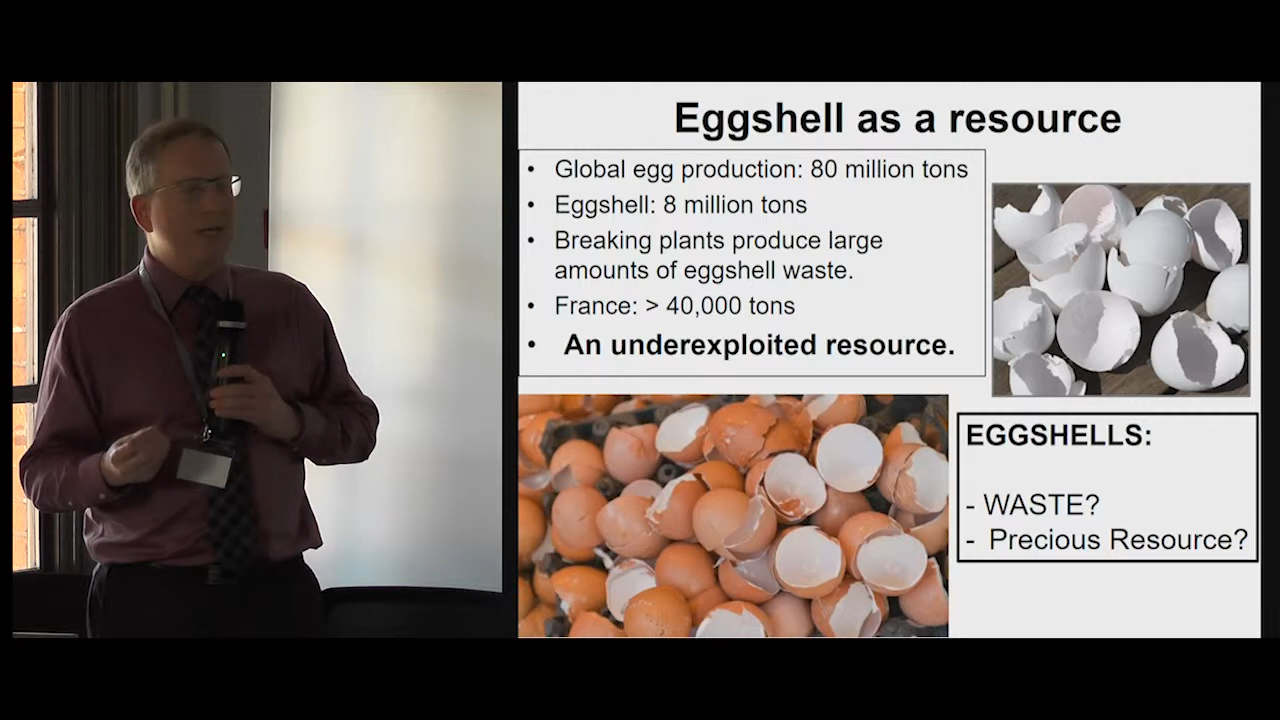 Eggshell as a resource
• Global egg production: 80 million tons
• Eggshell: 8 million tons
• Breaking plants produce large
amounts of eggshell waste.
• France: > 40,000 tons
• An underexploited resource.
EGGSHELLS:
- WASTE?
- Precious Resource?